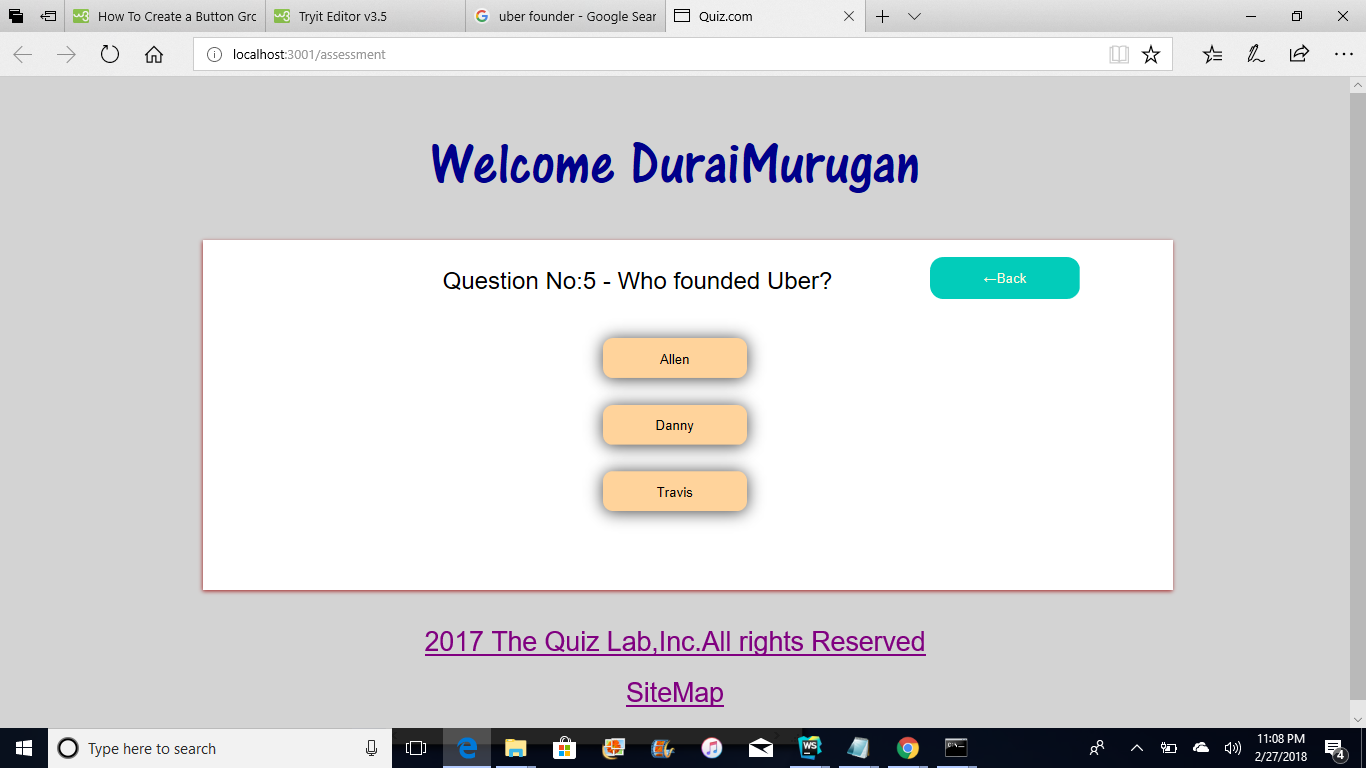 How To Create a Button Gro
Tryit Editor v3.5
uber founder - Google Sear
Quiz.com
localhost:3001/assessment
Welcome DuraiMurugan
Question No:5 - Who founded Uber?
←Back
Allen
Danny
Travis
2017 The Quiz Lab,Inc.All rights Reserved
SiteMap
Type here to search
11:08 PM
2/27/2018
4